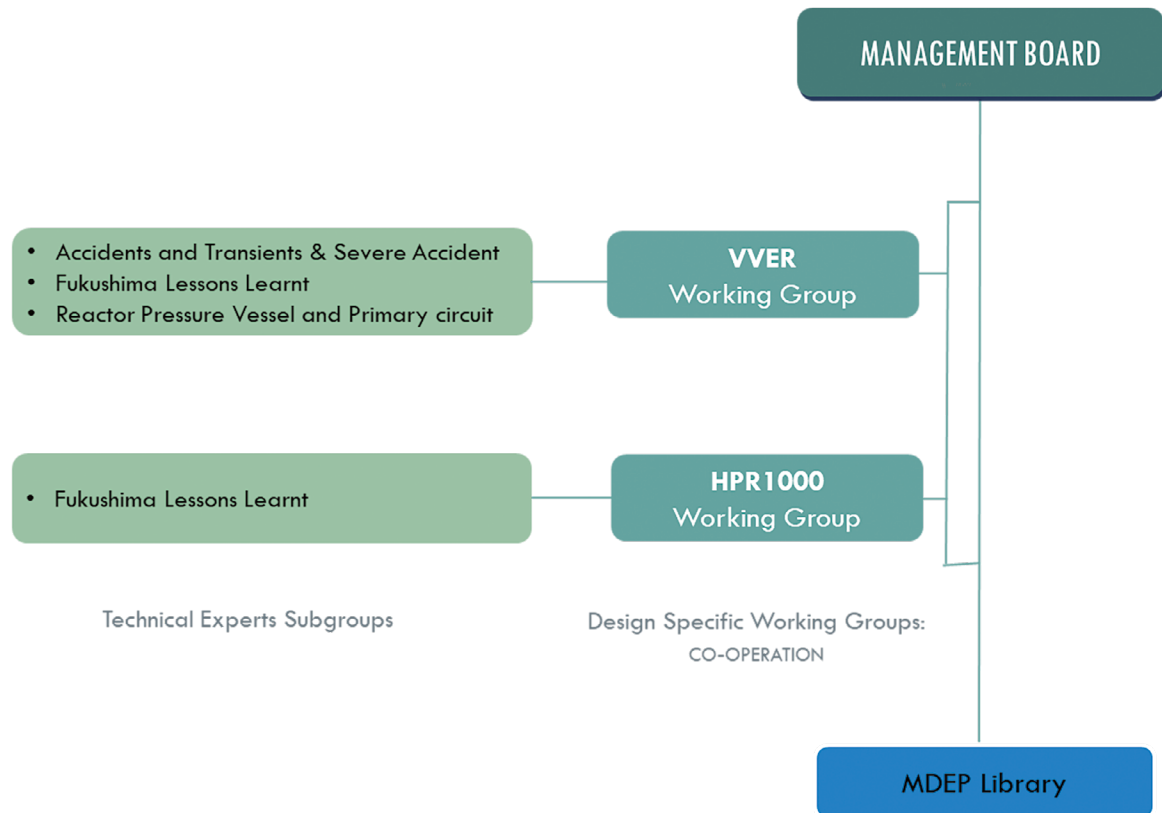 MANAGEMENT BOARD
• Accidents and Transients & Severe Accident
• Fukushima Lessons Learnt
• Reactor Pressure Vessel and Primary circuit
VVER
Working Group
• Fukushima Lessons Learnt
HPR1000
Working Group
Technical Experts Subgroups
Design Specific Working Groups:
CO-OPERATION
MDEP Library